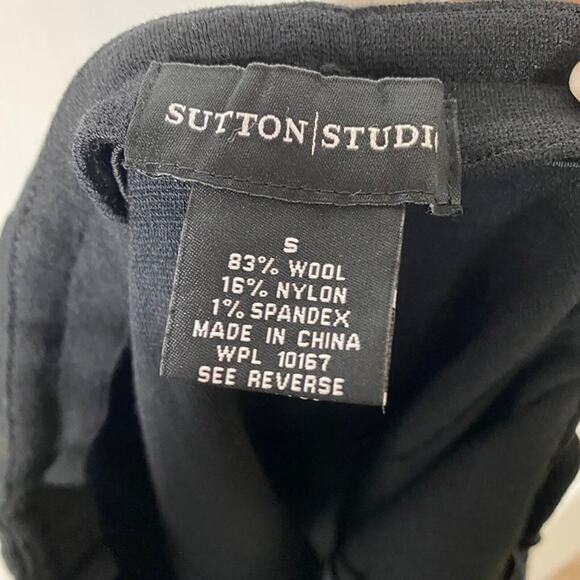 SUTTON|STUDI
S
83% WOOL
16% NYLON
1% SPANDEX
MADE IN CHINA
WPL 10167
SEE REVERSE